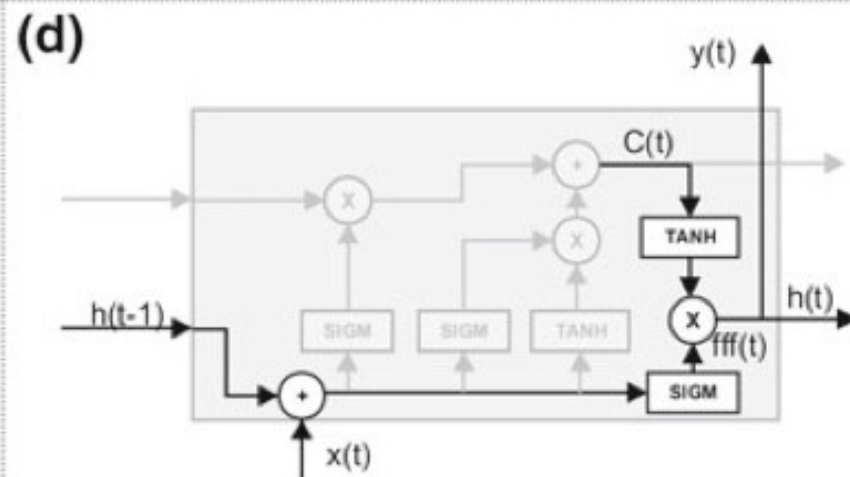 (d)
y(t)
C(t)
+
X
TANH
X
h(t-1)
h(t)
SIGM
SIGM
TANH
X
fff(t)
+
SIGM
x(t)